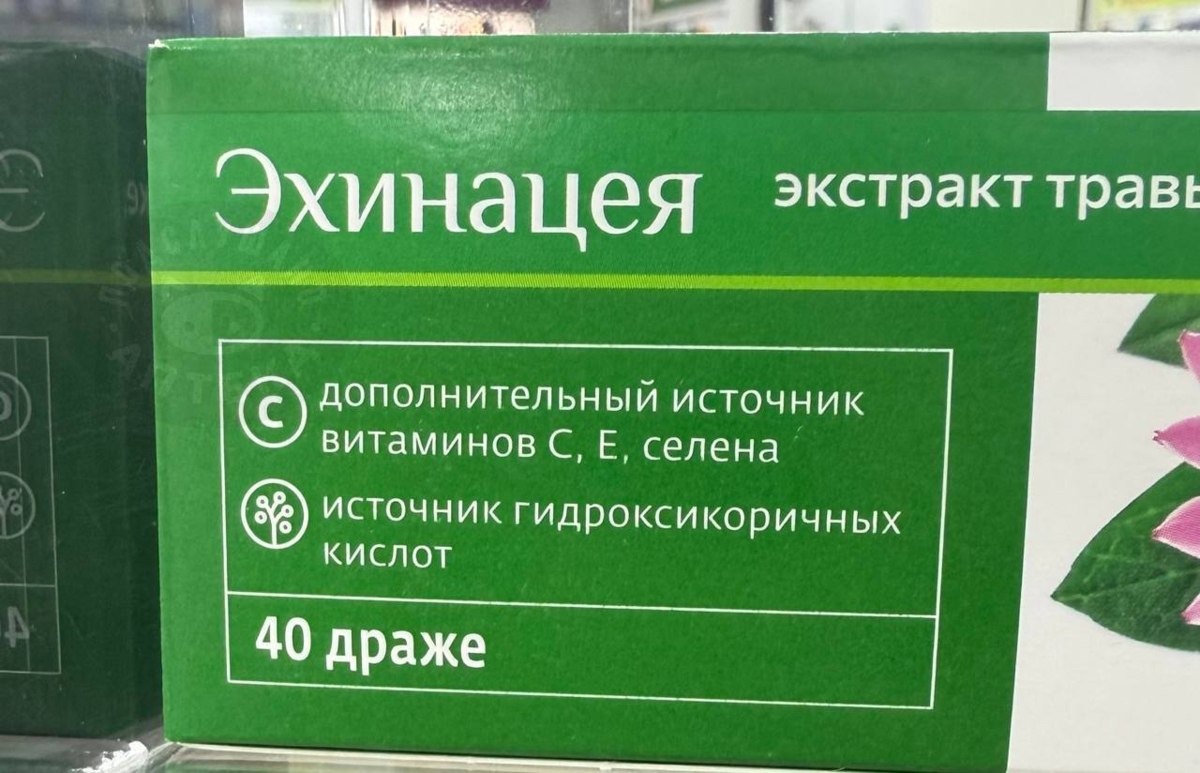 Эхинацея
экстракт травы
С
дополнительный источник
витаминов С, Е, селена
источник гидроксикоричных
кислот
40 драже